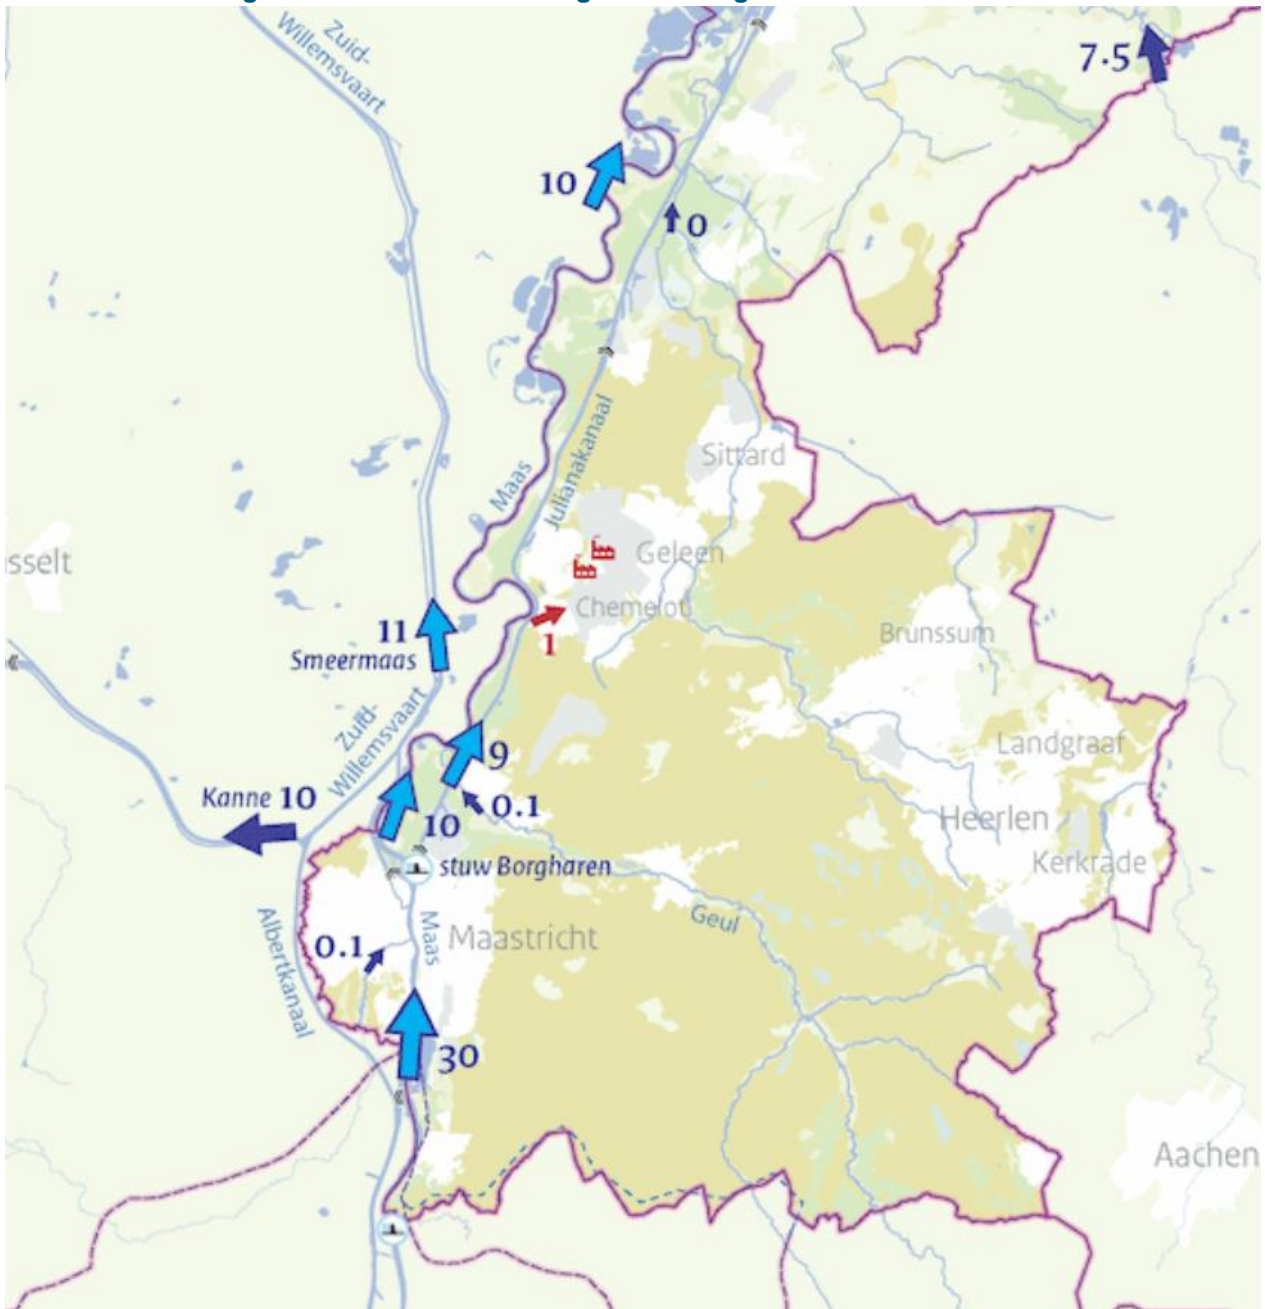 Zuid-
Willemsvaart
7.5
10
0
Sittard
Maas
Julianakanaal
sselt
Geleen
Chemelot
1
11
Smeermaas
Brunssum
Zuid-
Willemsvaart
9
Landgraaf
Kanne 10
0.1
10
Heerlen
stuw Borgharen
Kerkrade
Albertkanaal
Maas
Geul
0.1
Maastricht
30
Aachen